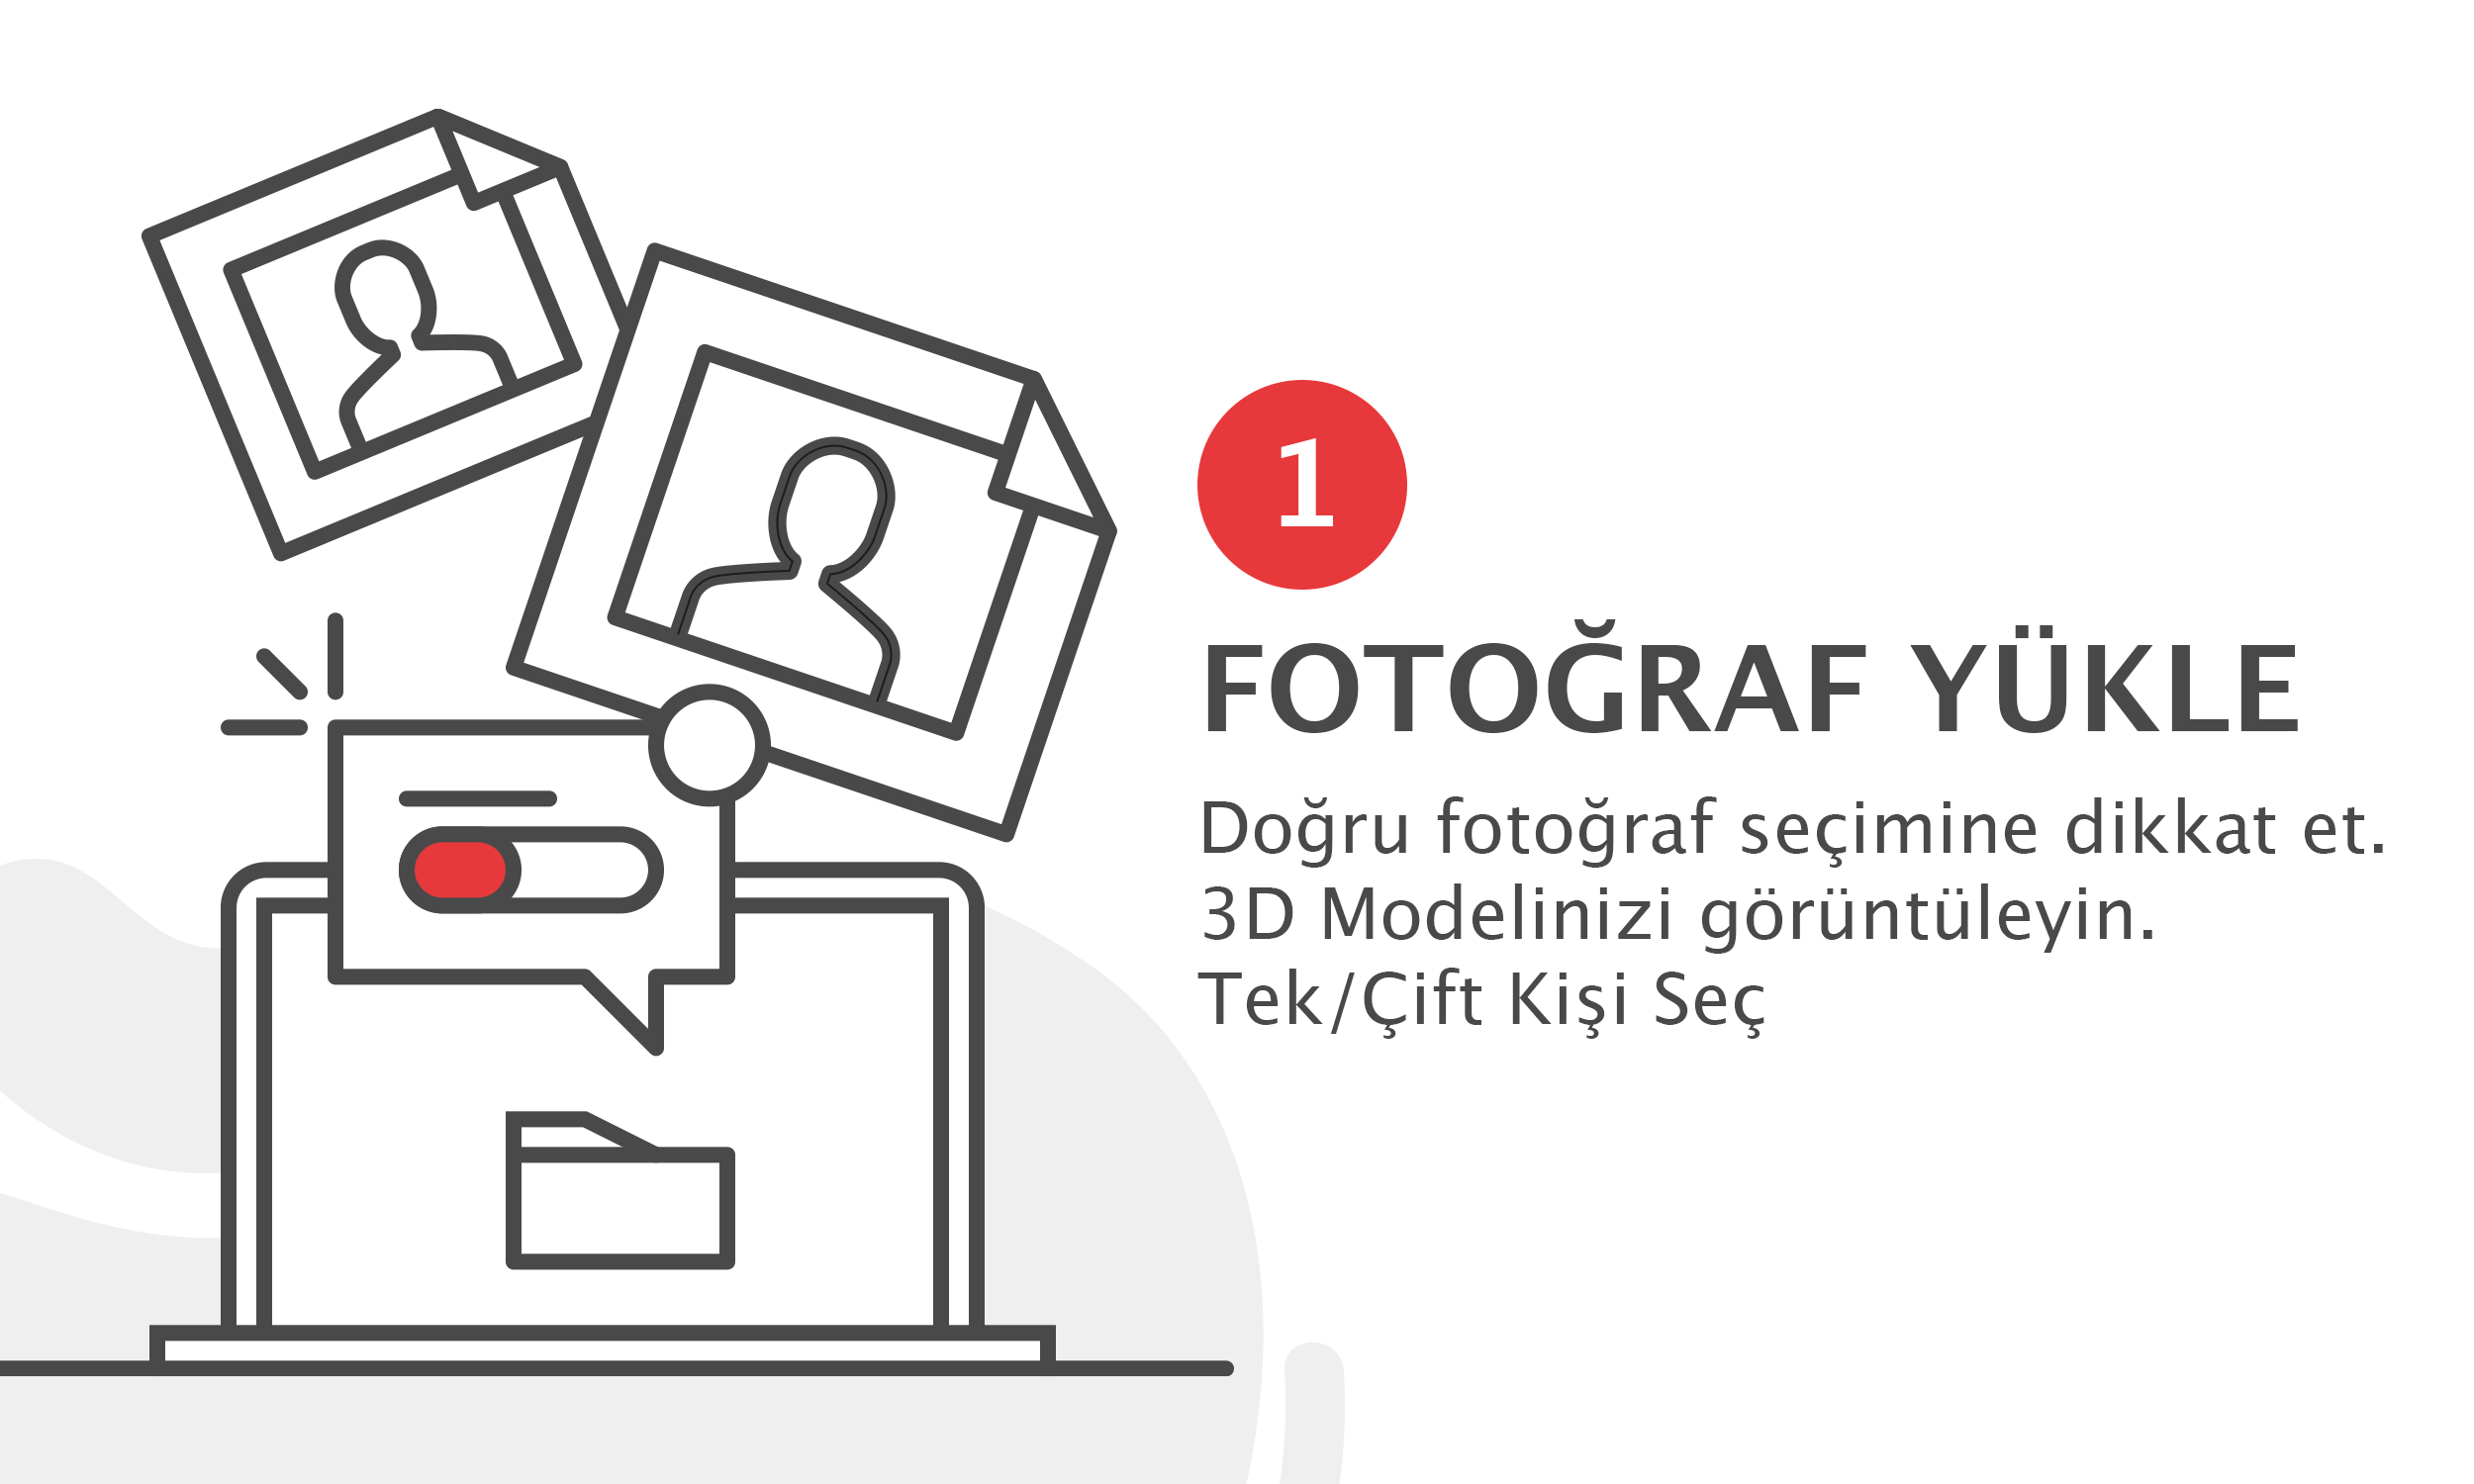 1
FOTOĞRAF YÜKLE
Doğru fotoğraf seçimine dikkat et.
3D Modelinizi görüntüleyin.
Tek/Çift Kişi Seç